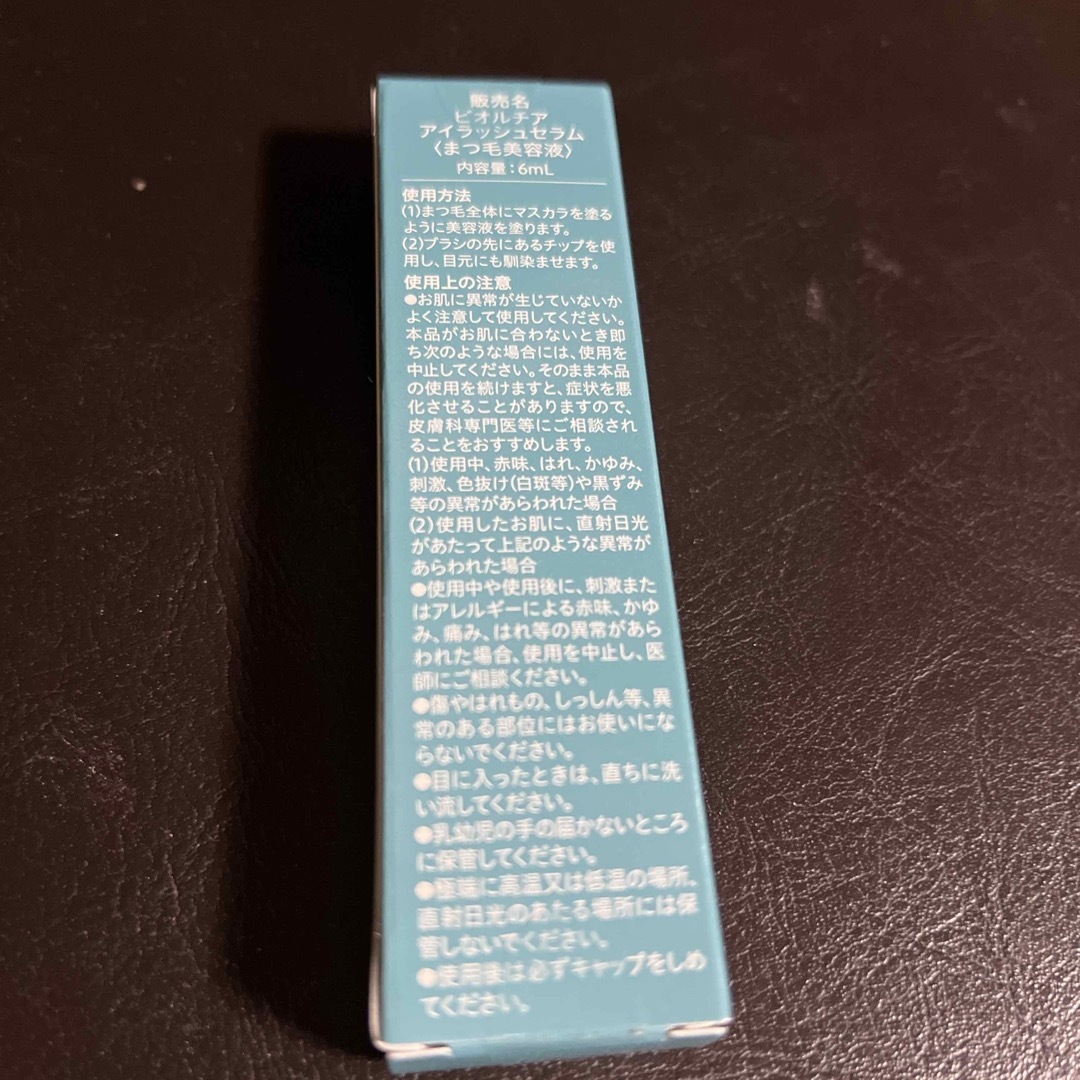 販売名
ビオルチア
アイラッシュセラム
〈まつ毛美容液〉
内容量：6mL
使用方法
(1)まつ毛全体にマスカラを塗る
ように美容液を塗ります。
(2)ブラシの先にあるチップを使
用し、目元にも馴染ませます。
使用上の注意
●お肌に異常が生じていないか
よく注意して使用してください。
本品がお肌に合わないとき即
ち次のような場合には、使用を
中止してください。そのまま本品
の使用を続けますと、症状を悪
化させることがありますので、
皮膚科専門医等にご相談され
ることをおすすめします。
(1)使用中、赤味、はれ、かゆみ、
刺激、色抜け(白斑等)や黒ずみ
等の異常があらわれた場合
(2)使用したお肌に、直射日光
があたって上記のような異常が
あらわれた場合
●使用中や使用後に、刺激また
はアレルギーによる赤味、かゆ
み、痛み、はれ等の異常があら
われた場合、使用を中止し、医
師にご相談ください。
●傷やはれもの、しっしん等、異
常のある部位にはお使いにな
らないでください。
●目に入ったときは、直ちに洗
い流してください。
●乳幼児の手の届かないところ
に保管してください。
●極端に高温又は低温の場所、
直射日光のあたる場所には保
管しないでください。
●使用後は必ずキャップをしめ
てください。